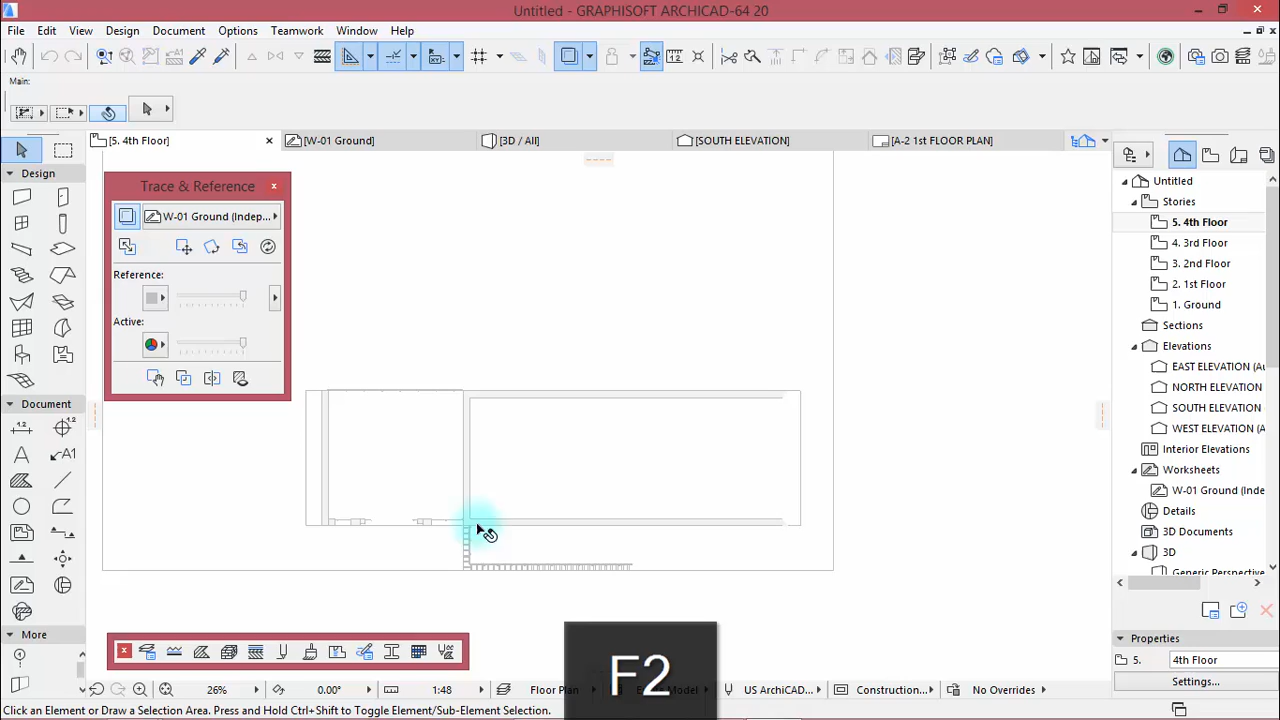 Untitled - GRAPHISOFT ARCHICAD-64 20
File Edit View Design Document Options Teamwork Window Help
Main:
[5. 4th Floor]
[W-01 Ground]
[3D / All]
[SOUTH ELEVATION]
[A-2 1st FLOOR PLAN]
Design
Trace & Reference
W-01 Ground (Indep...
Reference:
Active:
Document
A1
More
Untitled
Stories
5. 4th Floor
4. 3rd Floor
3. 2nd Floor
2. 1st Floor
1. Ground
Sections
Elevations
EAST ELEVATION (Au
NORTH ELEVATION
SOUTH ELEVATION
WEST ELEVATION (A
Interior Elevations
Worksheets
W-01 Ground (Inde
Details
3D Documents
3D
Generic Perspective
Properties
5. 4th Floor
Settings...
F2
26% 0.00° 1:48 Floor Plan Model US ArchiCAD... Construction... No Overrides
Click an Element or Draw a Selection Area. Press and Hold Ctrl+Shift to Toggle Element/Sub-Element Selection.